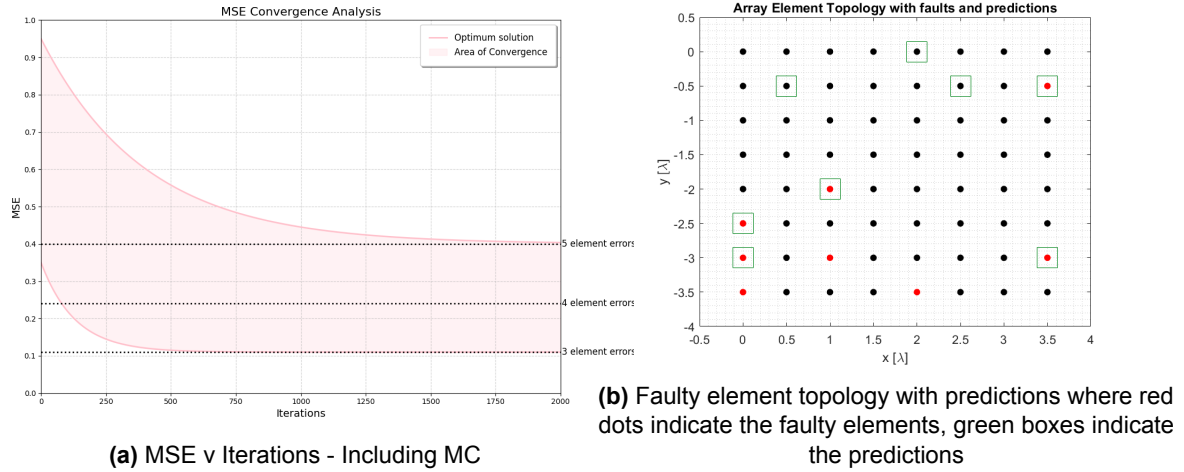 MSE Convergence Analysis
1.0
0.9
0.8
0.7
0.6
0.5
0.4
0.3
0.2
0.1
0.0
MSE
Optimum solution
Area of Convergence
5 element errors
4 element errors
3 element errors
0
250
500
750
1000
1250
1500
1750
2000
Iterations
(a) MSE v Iterations - Including MC
Array Element Topology with faults and predictions
0.5
0
-0.5
-1
-1.5
-2
-2.5
-3
-3.5
-4
y [λ]
-0.5
0
0.5
1
1.5
2
2.5
3
3.5
4
x [λ]
(b) Faulty element topology with predictions where red
dots indicate the faulty elements, green boxes indicate
the predictions